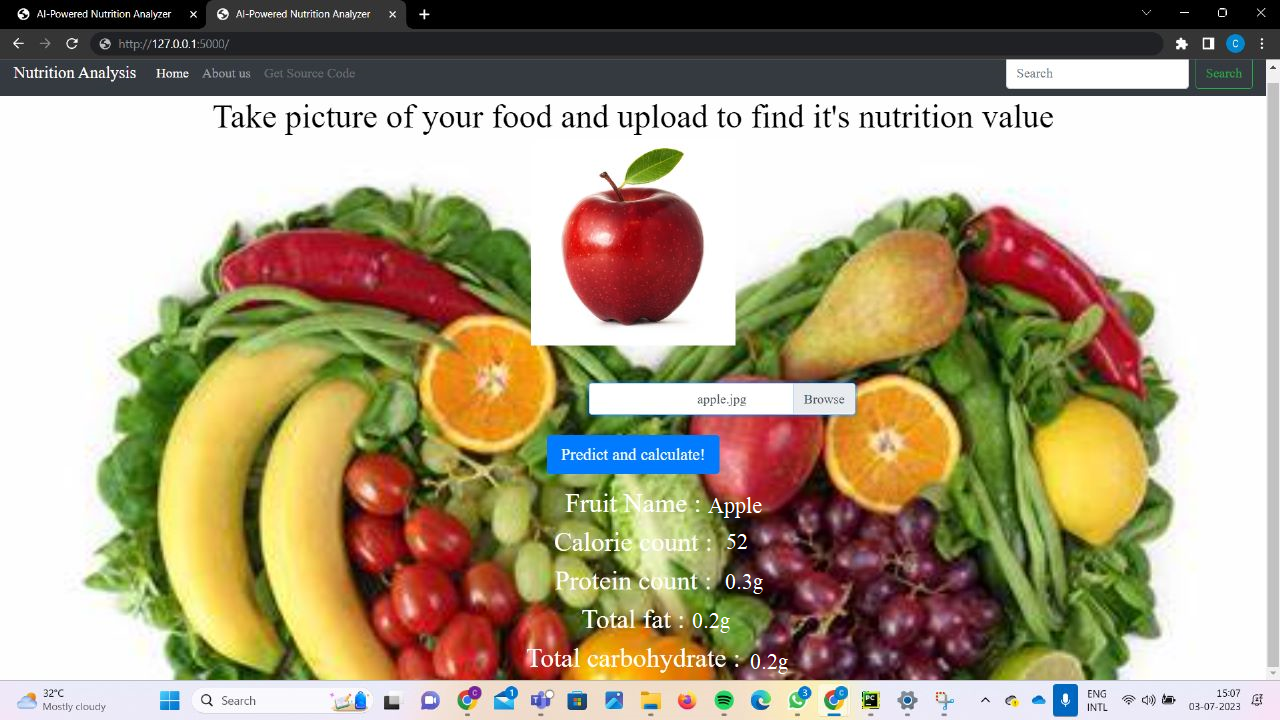 AI-Powered Nutrition Analyzer
AI-Powered Nutrition Analyzer
http://127.0.0.1:5000/
C
Nutrition Analysis Home About us Get Source Code
Search Search
Take picture of your food and upload to find it's nutrition value
apple.jpg Browse
Predict and calculate!
Fruit Name : Apple
Calorie count : 52
Protein count : 0.3g
Total fat : 0.2g
Total carbohydrate : 0.2g
32°C
Mostly cloudy
Search
C
1
3
C
PC
ENG
INTL
15:07
03-07-2023